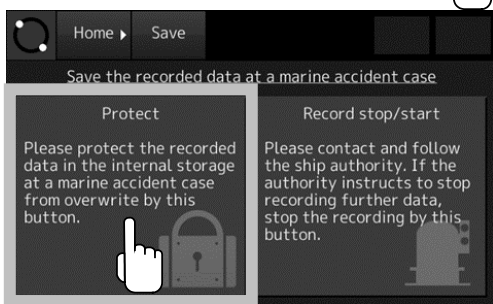 Home ▸ Save
Save the recorded data at a marine accident case
Protect
Please protect the recorded
data in the internal storage
at a marine accident case
from overwrite by this
button.
Record stop/start
Please contact and follow
the ship authority. If the
authority instructs to stop
recording further data,
stop the recording by this
button.